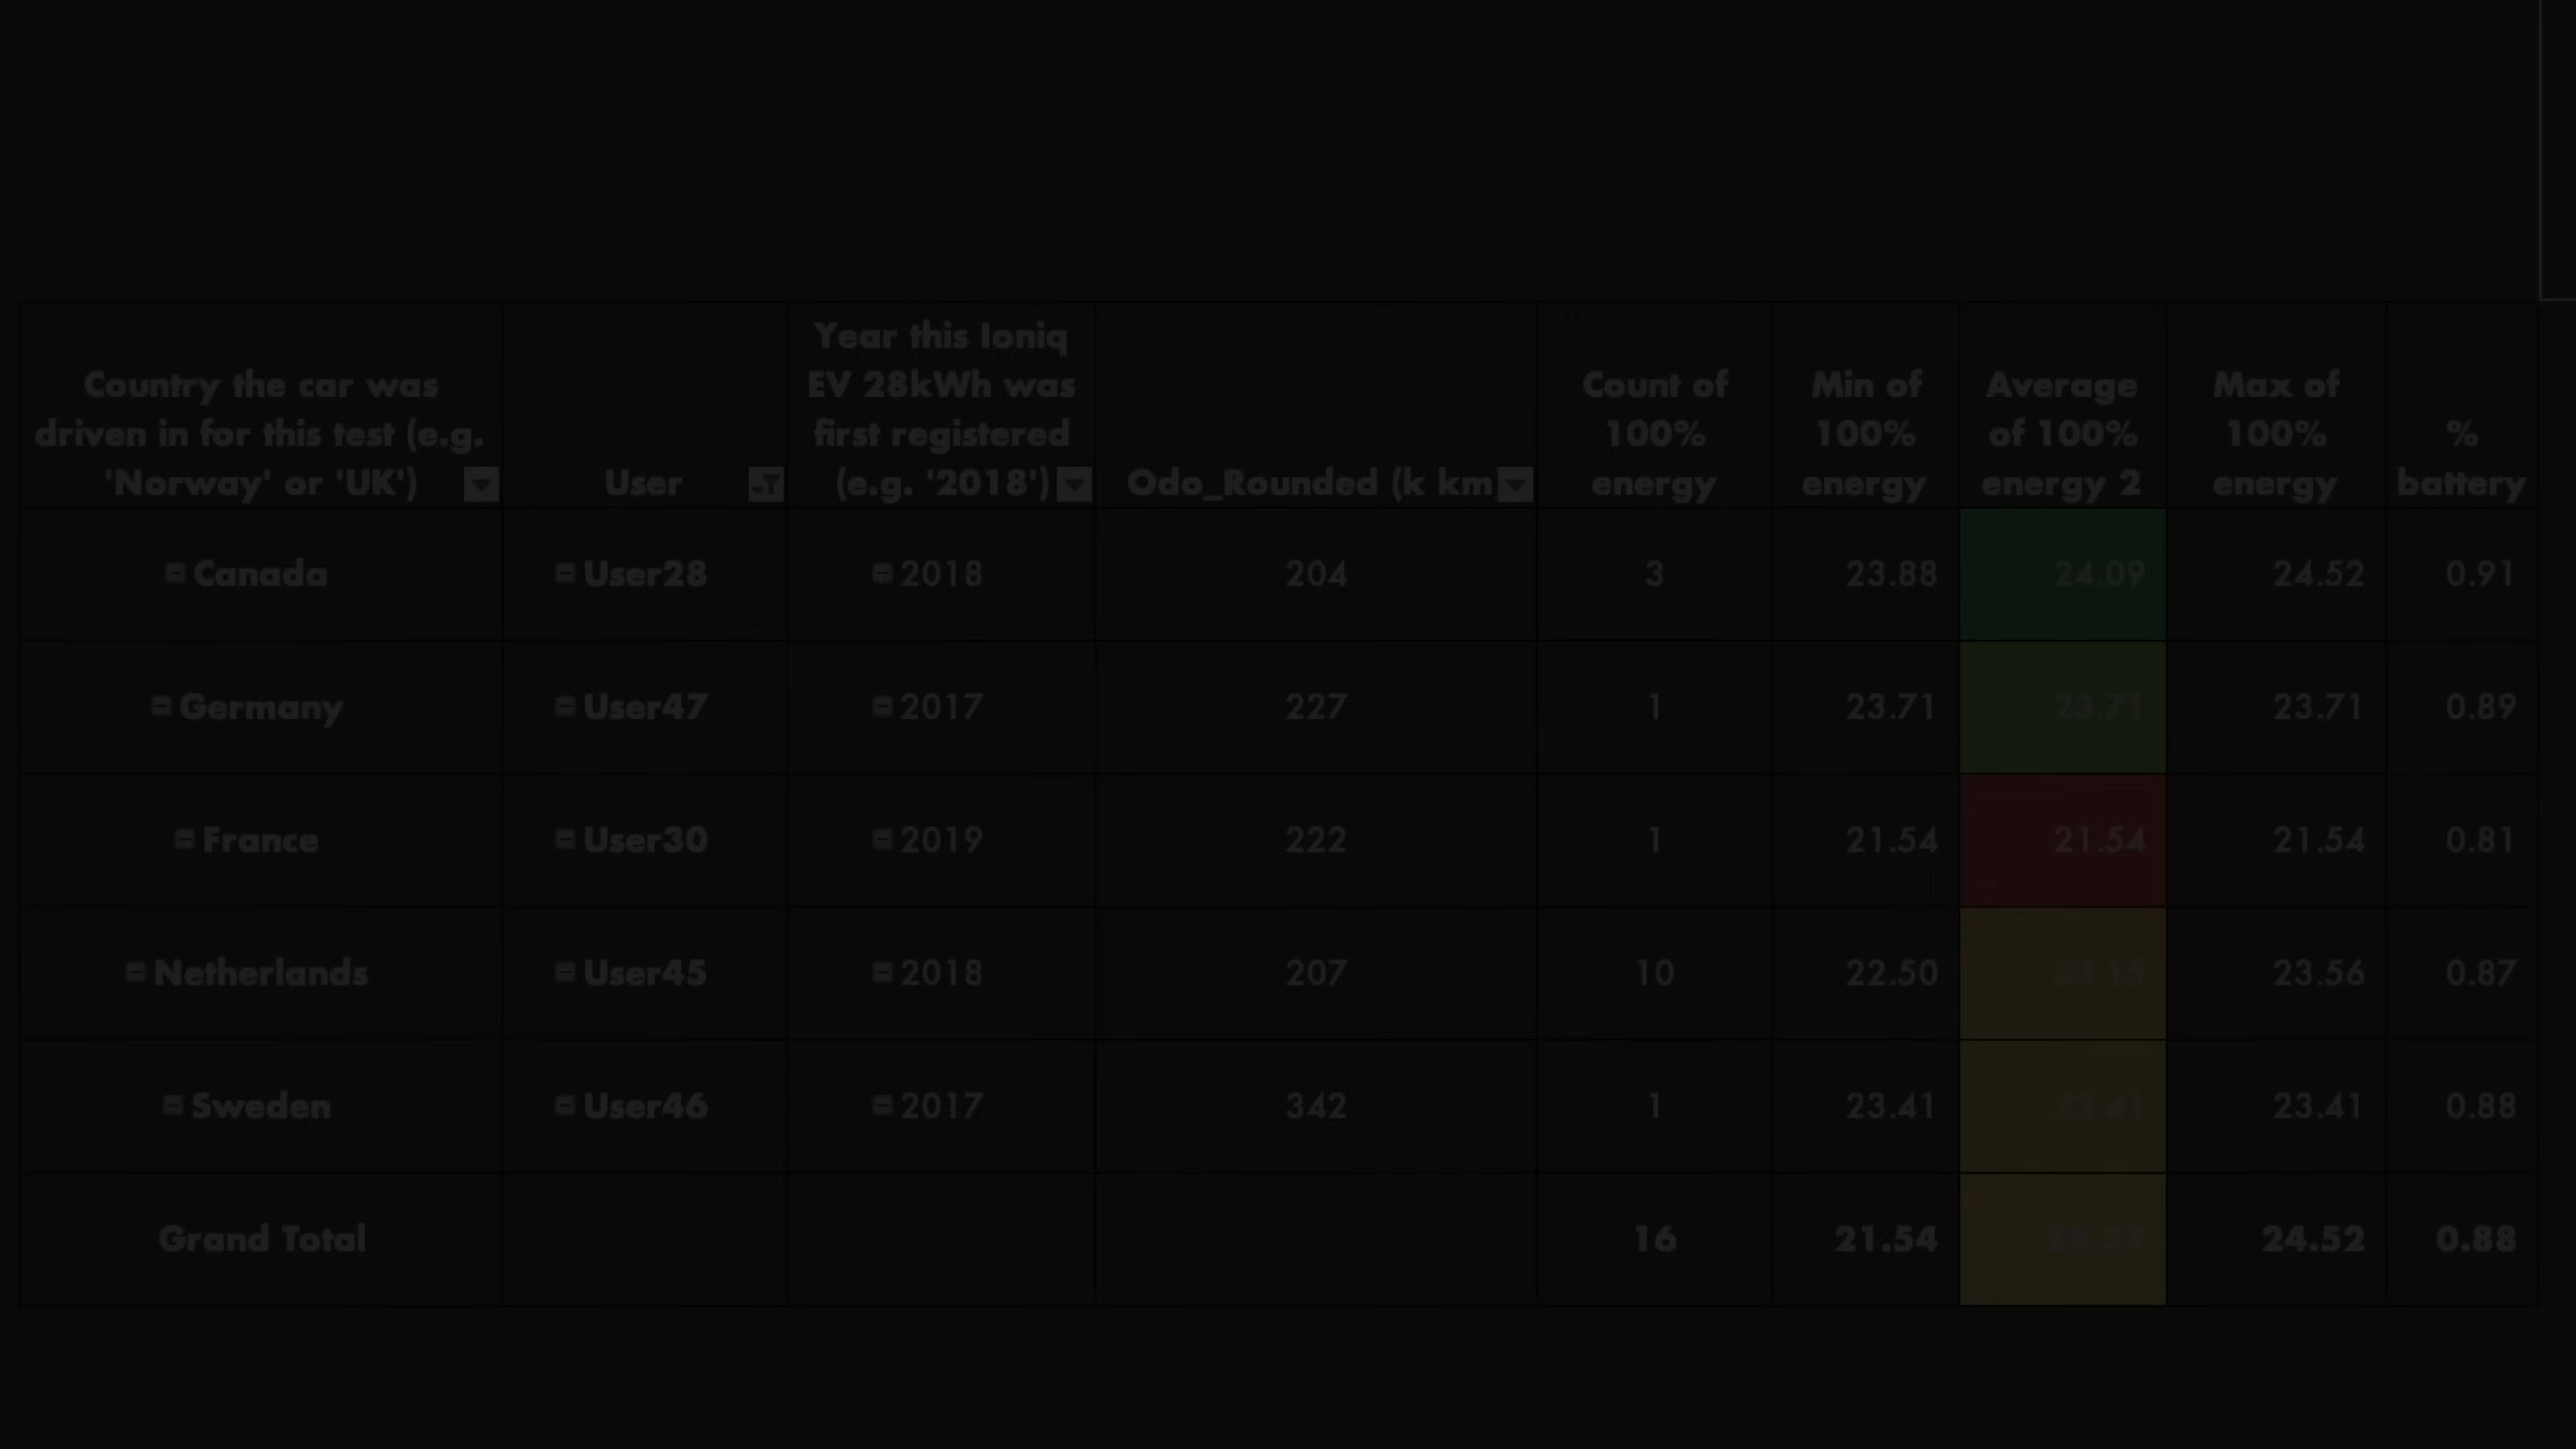 Country the car was
driven in for this test (e.g.
'Norway' or 'UK')
User
Year this Ioniq
EV 28kWh was
first registered
(e.g. '2018')
Odo_Rounded (k km
Count of
100%
energy
Min of
100%
energy
Average
of 100%
energy 2
Max of
100%
energy
%
battery
Canada User28 2018 204 3 23.88 24.09 24.52 0.91
Germany User47 2017 227 1 23.71 23.71 23.71 0.89
France User30 2019 222 1 21.54 21.54 21.54 0.81
Netherlands User45 2018 207 10 22.50 23.56 0.87
Sweden User46 2017 342 1 23.41 23.41 23.41 0.88
Grand Total 16 21.54 24.52 0.88